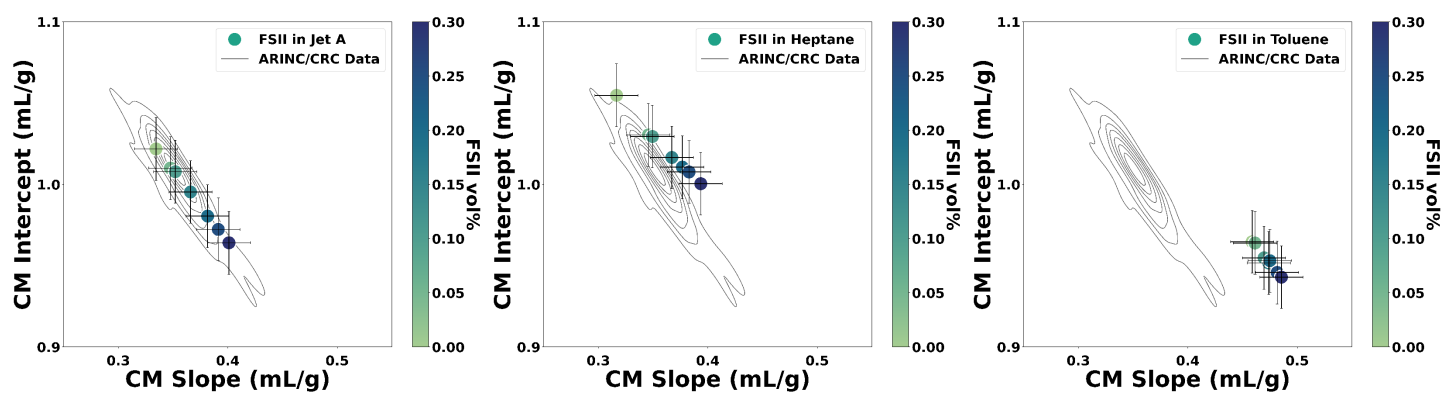 1.1
1.0
0.9
CM Intercept (mL/g)
0.3
0.4
0.5
CM Slope (mL/g)
FSII in Jet A
ARINC/CRC Data
0.30
0.25
0.20
0.15
0.10
0.05
0.00
FSII vol%
1.1
1.0
0.9
CM Intercept (mL/g)
0.3
0.4
0.5
CM Slope (mL/g)
FSII in Heptane
ARINC/CRC Data
0.30
0.25
0.20
0.15
0.10
0.05
0.00
FSII vol%
1.1
1.0
0.9
CM Intercept (mL/g)
0.3
0.4
0.5
CM Slope (mL/g)
FSII in Toluene
ARINC/CRC Data
0.30
0.25
0.20
0.15
0.10
0.05
0.00
FSII vol%